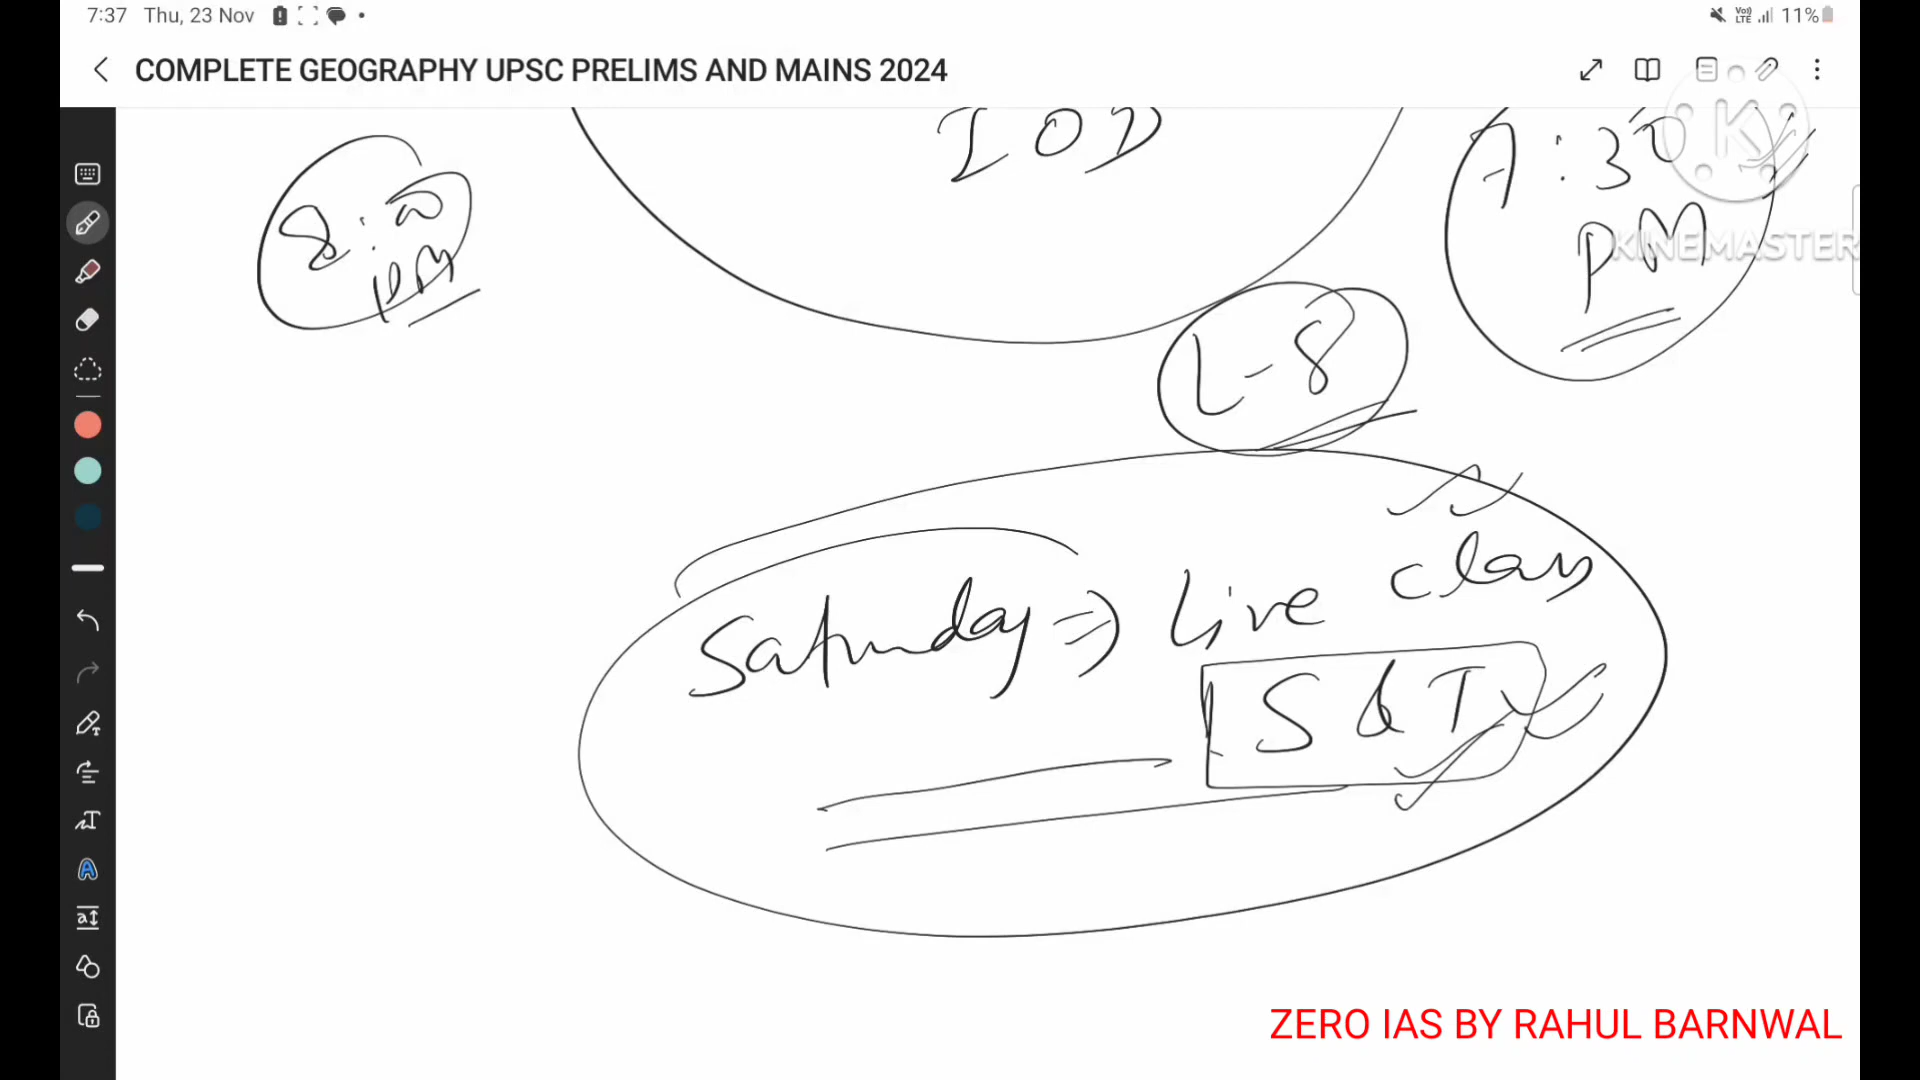 7:37 Thu, 23 Nov
11%
COMPLETE GEOGRAPHY UPSC PRELIMS AND MAINS 2024
IOD
7:30
PM
KINEMASTER
8:00
PM
L-8
Saturday ⇒ Live class
S & T
ZERO IAS BY RAHUL BARNWAL